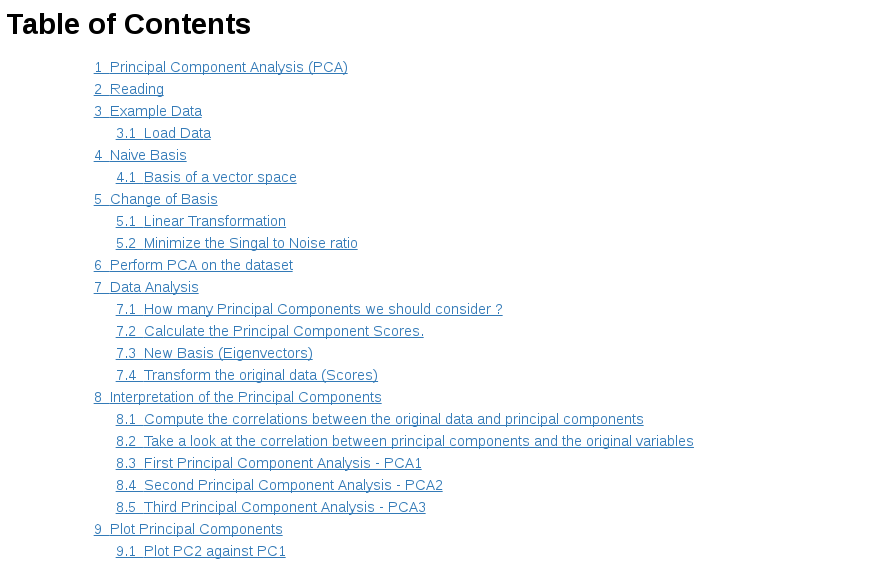 Table of Contents
1 Principal Component Analysis (PCA)
2 Reading
3 Example Data
3.1 Load Data
4 Naive Basis
4.1 Basis of a vector space
5 Change of Basis
5.1 Linear Transformation
5.2 Minimize the Singal to Noise ratio
6 Perform PCA on the dataset
7 Data Analysis
7.1 How many Principal Components we should consider ?
7.2 Calculate the Principal Component Scores.
7.3 New Basis (Eigenvectors)
7.4 Transform the original data (Scores)
8 Interpretation of the Principal Components
8.1 Compute the correlations between the original data and principal components
8.2 Take a look at the correlation between principal components and the original variables
8.3 First Principal Component Analysis - PCA1
8.4 Second Principal Component Analysis - PCA2
8.5 Third Principal Component Analysis - PCA3
9 Plot Principal Components
9.1 Plot PC2 against PC1